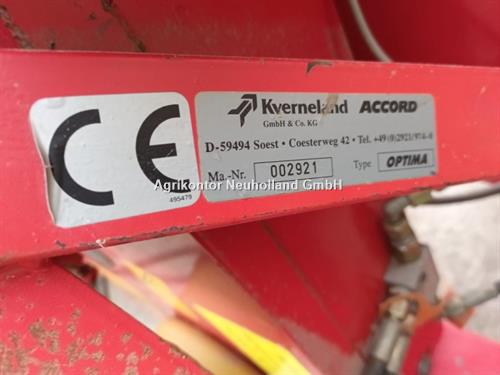 CE
495479
Kverneland ACCORD
GmbH & Co. KG
D-59494 Soest • Coesterweg 42 • Tel. +49(0)2921/974-0
Ma.-Nr. 002921 Type OPTIMA
Agrikontor Neuholland GmbH